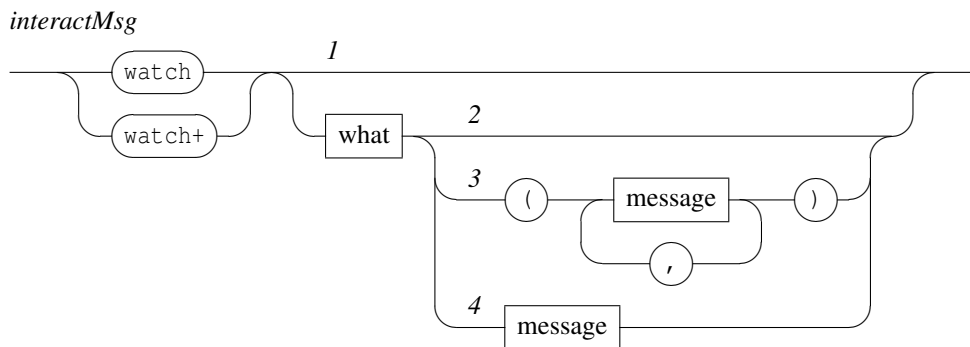 interactMsg
1
watch
watch+
2
what
3
( message )
,
4
message